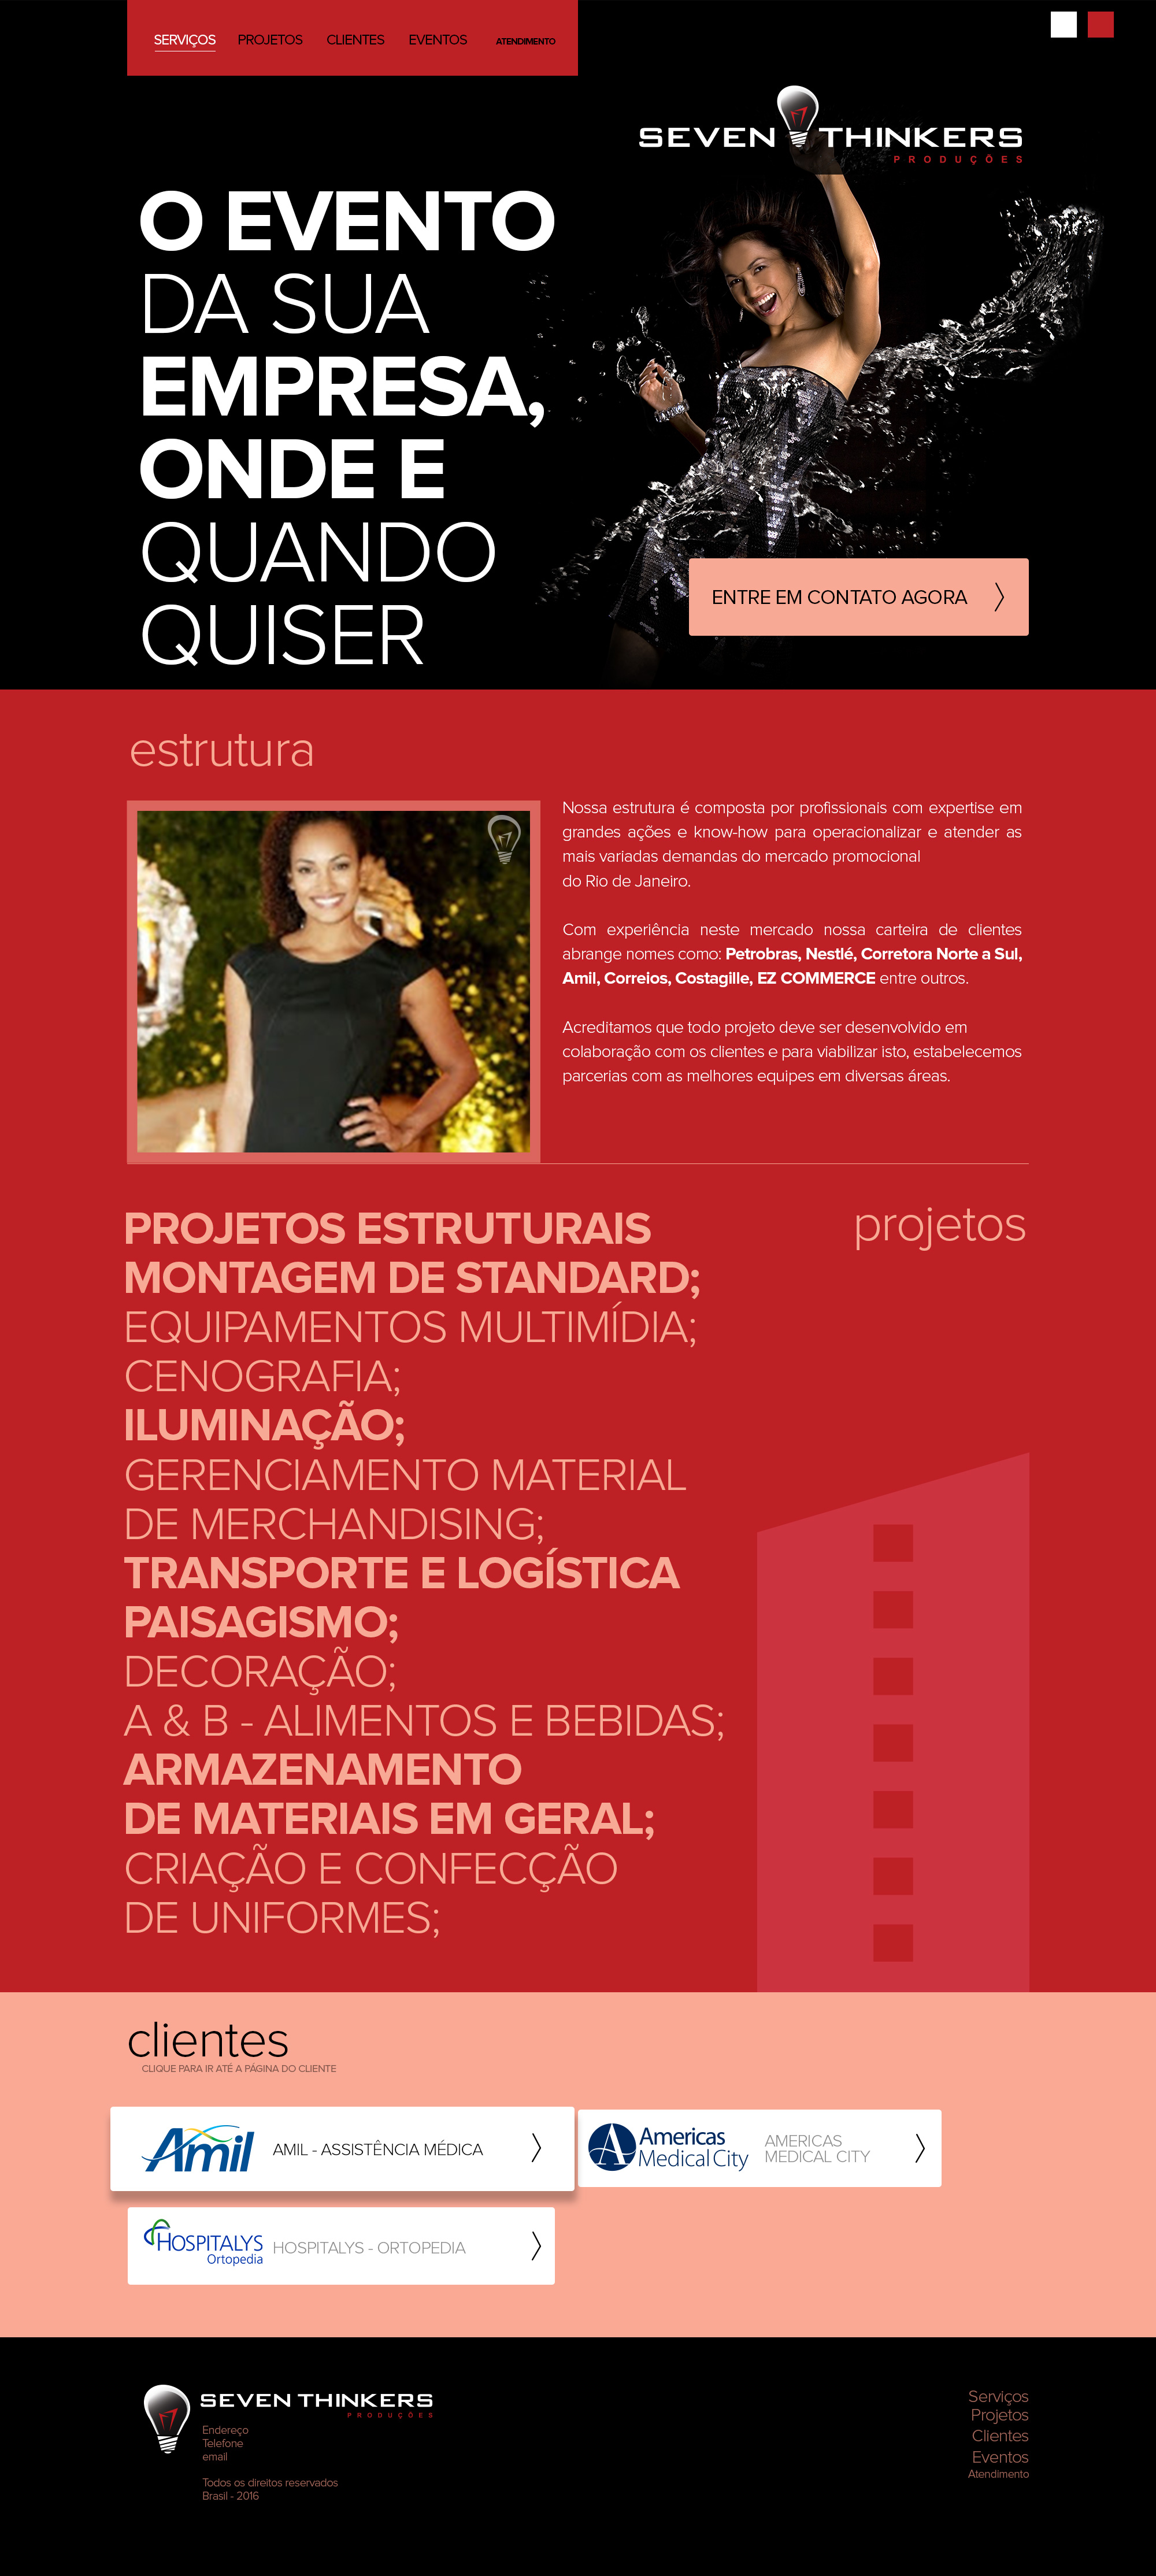 SERVIÇOS PROJETOS CLIENTES EVENTOS ATENDIMENTO
SEVEN THINKERS
PRODUÇÕES
O EVENTO
DA SUA
EMPRESA,
ONDE E
QUANDO
QUISER
ENTRE EM CONTATO AGORA
estrutura
Nossa estrutura é composta por profissionais com expertise em
grandes ações e know-how para operacionalizar e atender as
mais variadas demandas do mercado promocional
do Rio de Janeiro.
Com experiência neste mercado nossa carteira de clientes
abrange nomes como: Petrobras, Nestlé, Corretora Norte a Sul,
Amil, Correios, Costagille, EZ COMMERCE entre outros.
Acreditamos que todo projeto deve ser desenvolvido em
colaboração com os clientes e para viabilizar isto, estabelecemos
parcerias com as melhores equipes em diversas áreas.
projetos
PROJETOS ESTRUTURAIS
MONTAGEM DE STANDARD;
EQUIPAMENTOS MULTIMÍDIA;
CENOGRAFIA;
ILUMINAÇÃO;
GERENCIAMENTO MATERIAL
DE MERCHANDISING;
TRANSPORTE E LOGÍSTICA
PAISAGISMO;
DECORAÇÃO;
A & B - ALIMENTOS E BEBIDAS;
ARMAZENAMENTO
DE MATERIAIS EM GERAL;
CRIAÇÃO E CONFECÇÃO
DE UNIFORMES;
clientes
CLIQUE PARA IR ATÉ A PÁGINA DO CLIENTE
Amil
AMIL - ASSISTÊNCIA MÉDICA
Americas
Medical City
AMERICAS
MEDICAL CITY
HOSPITALYS
Ortopedia
HOSPITALYS - ORTOPEDIA
SEVEN THINKERS
PRODUÇÕES
Endereço
Telefone
email
Todos os direitos reservados
Brasil - 2016
Serviços
Projetos
Clientes
Eventos
Atendimento